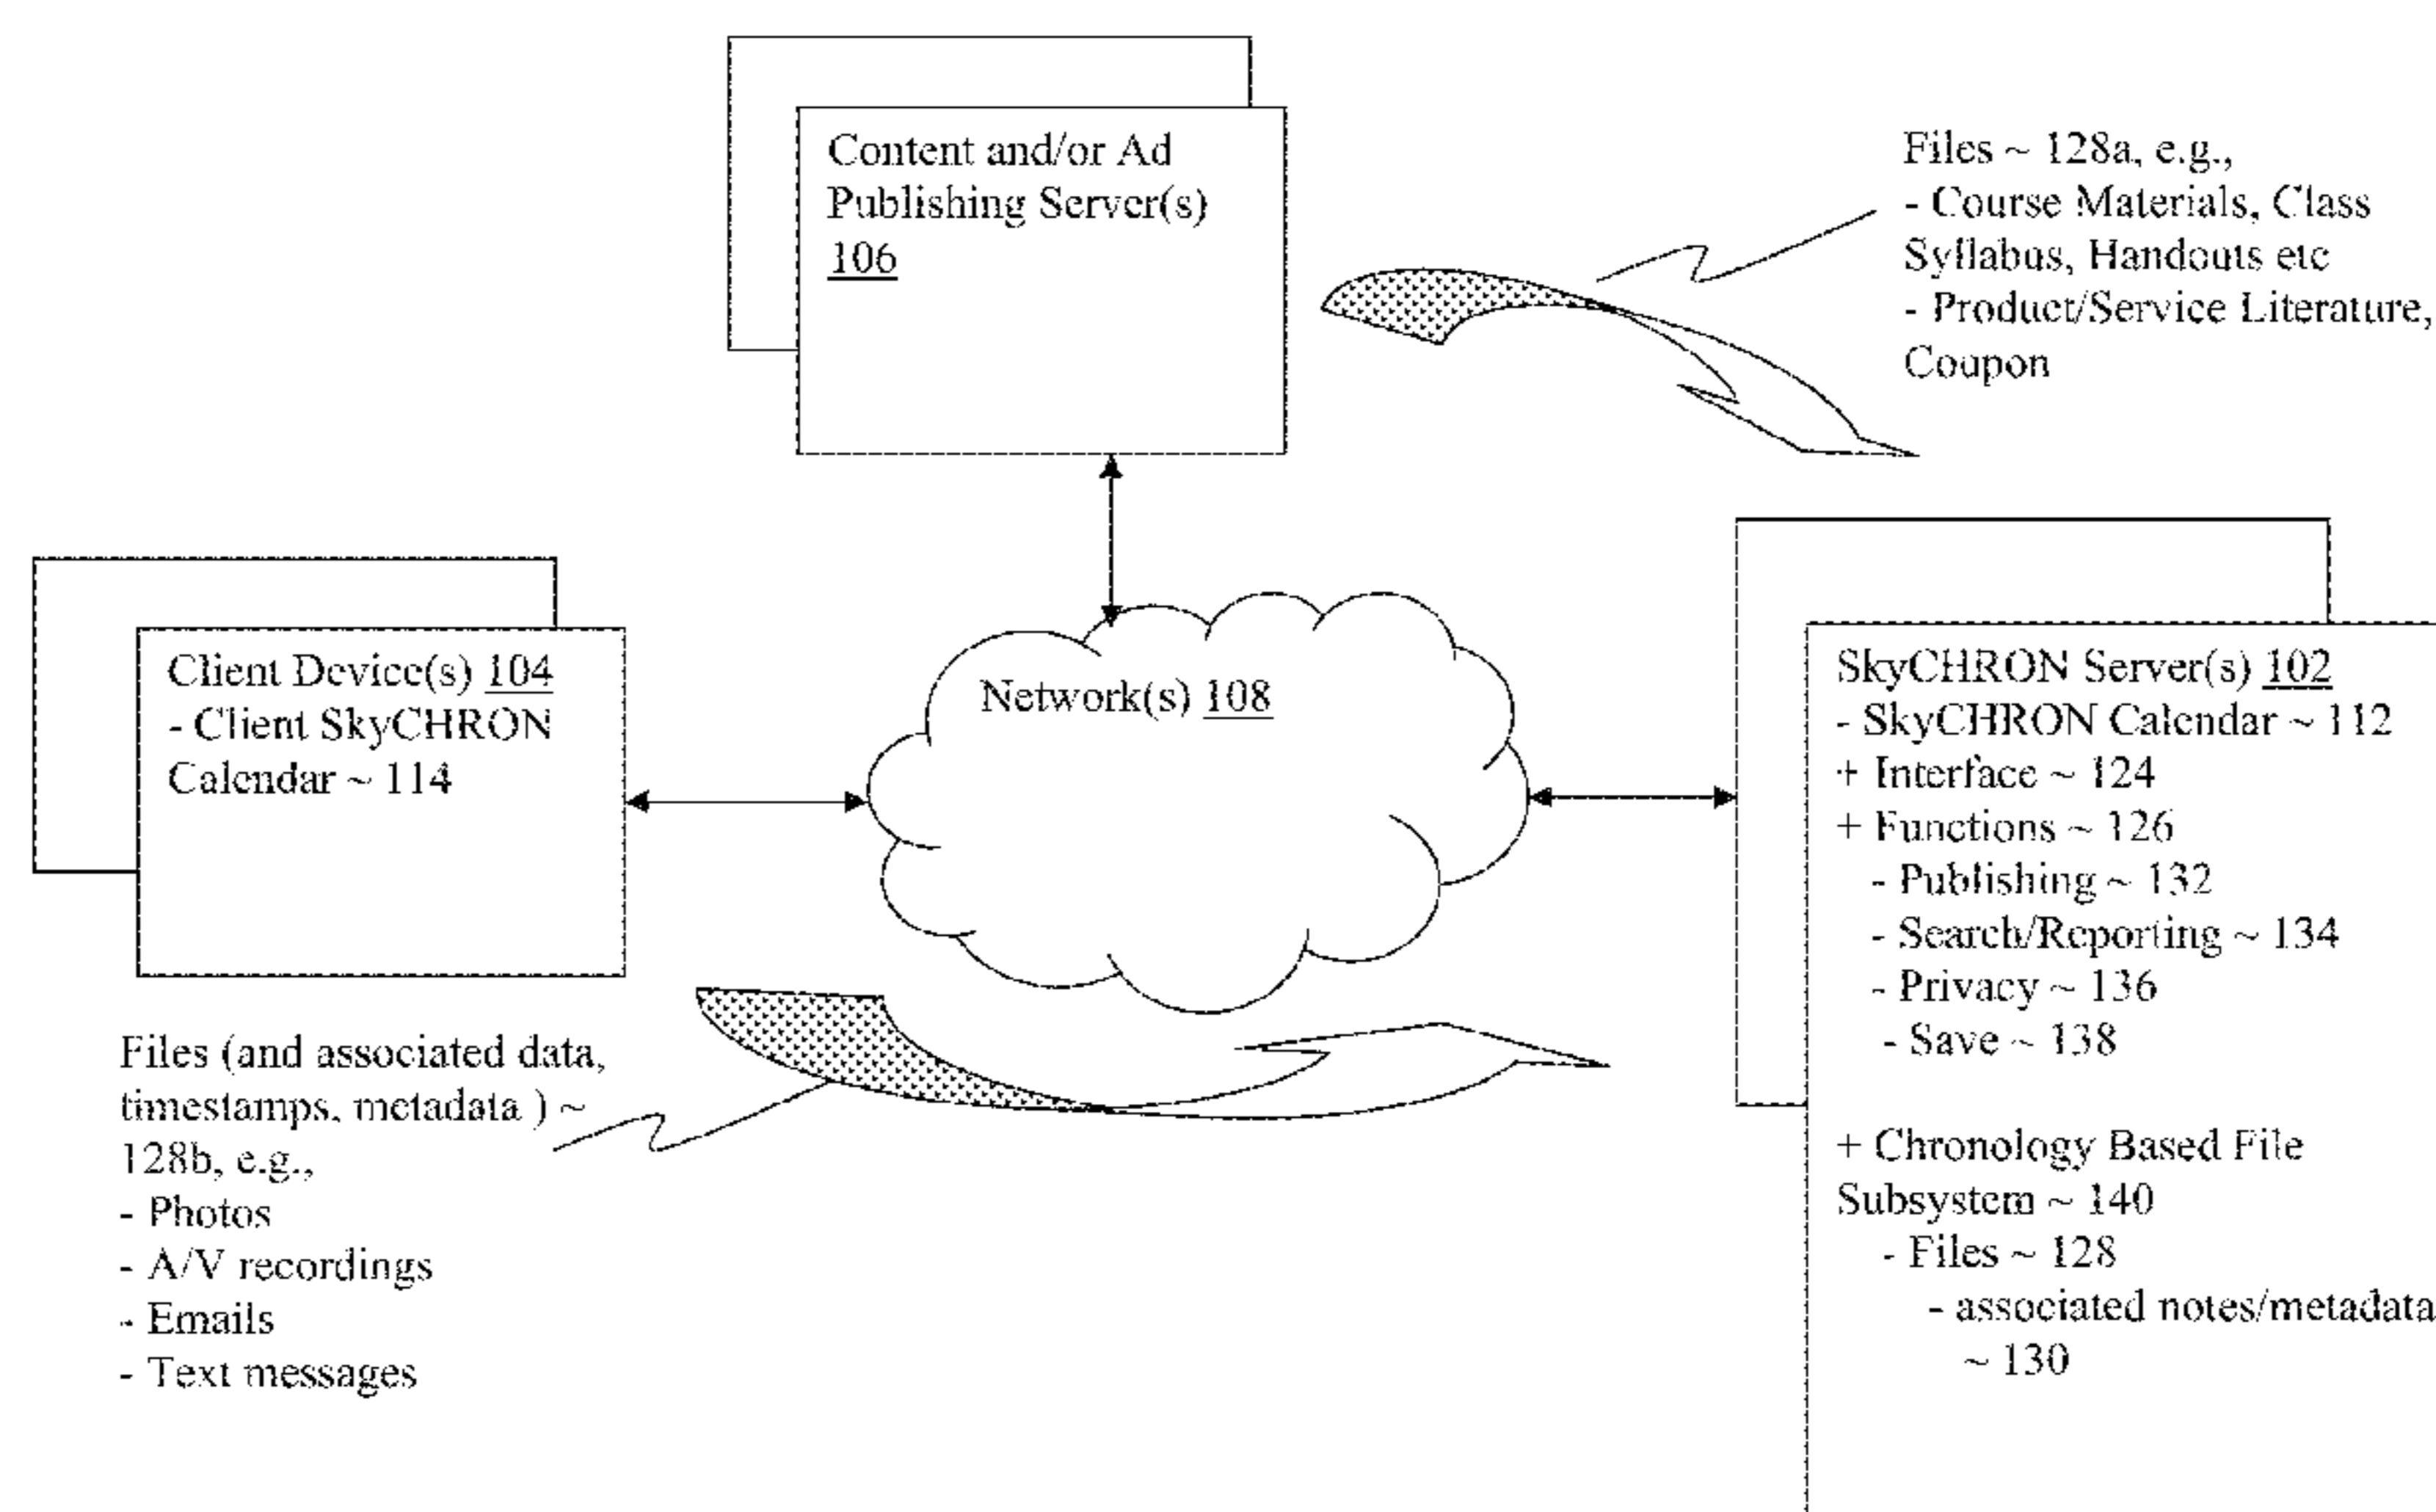 Content and/or Ad
Publishing Server(s)
106
Files ~ 128a, e.g.,
- Course Materials, Class
Syllabus, Handouts etc
- Product/Service Literature,
Coupon
Client Device(s) 104
- Client SkyCHRON
Calendar ~ 114
Network(s) 108
SkyCHRON Server(s) 102
- SkyCHRON Calendar ~ 112
+ Interface ~ 124
+ Functions ~ 126
- Publishing ~ 132
- Search/Reporting ~ 134
- Privacy ~ 136
- Save ~ 138
+ Chronology Based File
Subsystem ~ 140
- Files ~ 128
- associated notes/metadata
~ 130
Files (and associated data,
timestamps, metadata ) ~
128b, e.g.,
- Photos
- A/V recordings
- Emails
- Text messages